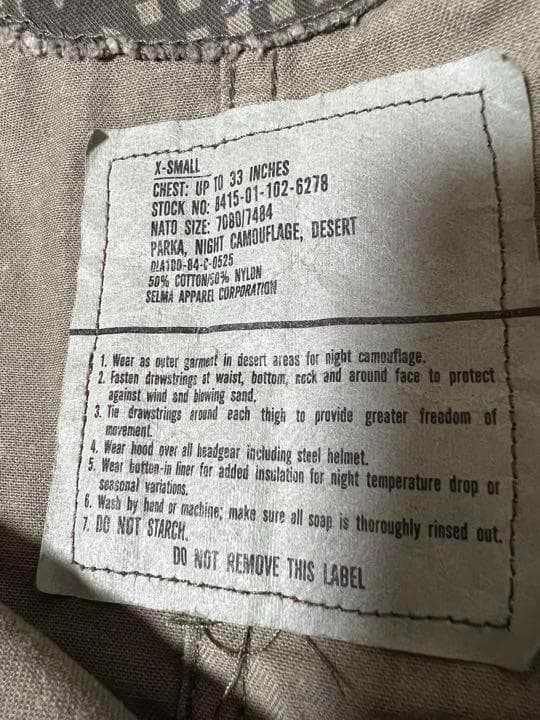 X-SMALL
CHEST: UP TO 33 INCHES
STOCK NO: 8415-01-102-6278
NATO SIZE: 7080/7484
PARKA, NIGHT CAMOUFLAGE, DESERT
DLA100-84-C-0525
50% COTTON/50% NYLON
SELMA APPAREL CORPORATION
1. Wear as outer garment in desert areas for night camouflage.
2. Fasten drawstrings at waist, bottom, neck and around face to protect
against wind and blowing sand.
3. Tie drawstrings around each thigh to provide greater freedom of
movement.
4. Wear hood over all headgear including steel helmet.
5. Wear button-in liner for added insulation for night temperature drop or
seasonal variations.
6. Wash by hand or machine; make sure all soap is thoroughly rinsed out.
7. DO NOT STARCH.
DO NOT REMOVE THIS LABEL